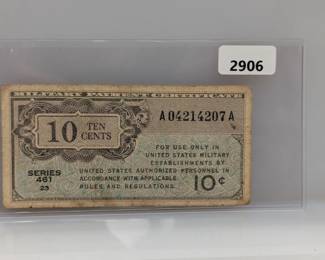 2906
MILITARY PAYMENT CERTIFICATE
10 TEN CENTS
A04214207A
SERIES
461
23
FOR USE ONLY IN
UNITED STATES MILITARY
ESTABLISHMENTS BY
UNITED STATES AUTHORIZED PERSONNEL IN
ACCORDANCE WITH APPLICABLE
RULES AND REGULATIONS.
10¢